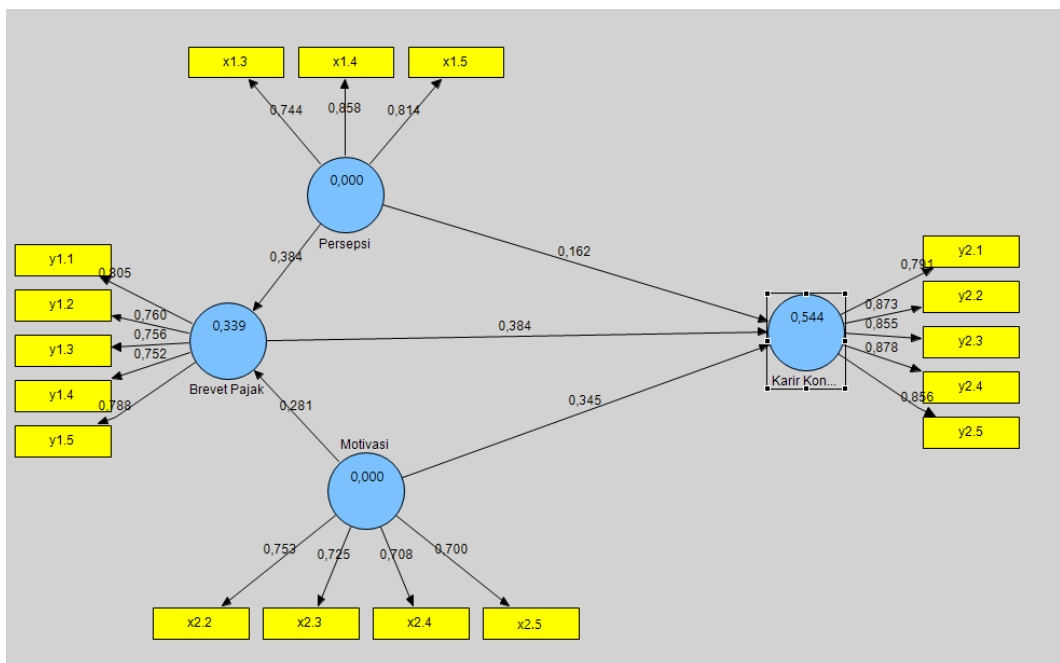 x1.3
x1.4
x1.5
0,744
0,858
0,814
0,000
Persepsi
0,384
0,162
y1.1
y1.2
y1.3
y1.4
y1.5
0,805
0,760
0,756
0,752
0,788
0,339
Brevet Pajak
0,384
0,281
0,345
0,544
Karir Kon...
y2.1
y2.2
y2.3
y2.4
y2.5
0,791
0,873
0,855
0,878
0,856
Motivasi
0,000
0,753
0,725
0,708
0,700
x2.2
x2.3
x2.4
x2.5